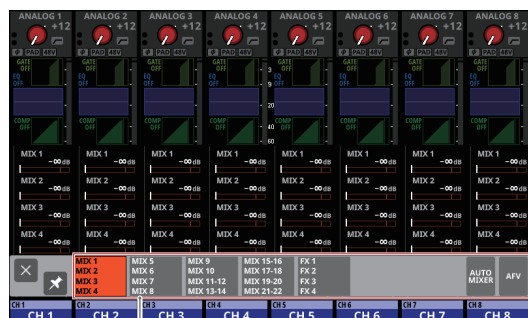 ANALOG 1 ANALOG 2 ANALOG 3 ANALOG 4 ANALOG 5 ANALOG 6 ANALOG 7 ANALOG 8
+12 +12 +12 +12 +12 +12 +12 +12
Φ PAD 48V Φ PAD 48V Φ PAD 48V Φ PAD 48V Φ PAD 48V Φ PAD 48V Φ PAD 48V Φ PAD 48V
GATE GATE GATE GATE 3 GATE GATE GATE GATE
OFF OFF OFF OFF OFF OFF OFF OFF
EQ EQ EQ EQ 9 EQ EQ EQ EQ
OFF OFF OFF OFF OFF OFF OFF OFF
20
COMP COMP COMP COMP COMP COMP COMP COMP
OFF OFF OFF OFF 40 OFF OFF OFF OFF
60
MIX 1 MIX 1 MIX 1 MIX 1 MIX 1 MIX 1 MIX 1 MIX 1
-∞dB -∞dB -∞dB -∞dB -∞dB -∞dB -∞dB -∞dB
MIX 2 MIX 2 MIX 2 MIX 2 MIX 2 MIX 2 MIX 2 MIX 2
-∞dB -∞dB -∞dB -∞dB -∞dB -∞dB -∞dB -∞dB
MIX 3 MIX 3 MIX 3 MIX 3 MIX 3 MIX 3 MIX 3 MIX 3
-∞dB -∞dB -∞dB -∞dB -∞dB -∞dB -∞dB -∞dB
MIX 4 MIX 4 MIX 4 MIX 4 MIX 4 MIX 4 MIX 4 MIX 4
-∞dB -∞dB -∞dB -∞dB -∞dB -∞dB -∞dB -∞dB
MIX 1 MIX 5 MIX 9 MIX 15-16 FX 1
MIX 2 MIX 6 MIX 10 MIX 17-18 FX 2
MIX 3 MIX 7 MIX 11-12 MIX 19-20 FX 3
MIX 4 MIX 8 MIX 13-14 MIX 21-22 FX 4
AUTO
MIXER AFV
CH 1 CH 2 CH 3 CH 4 CH 5 CH 6 CH 7 CH 8
CH 1 CH 2 CH 3 CH 4 CH 5 CH 6 CH 7 CH 8